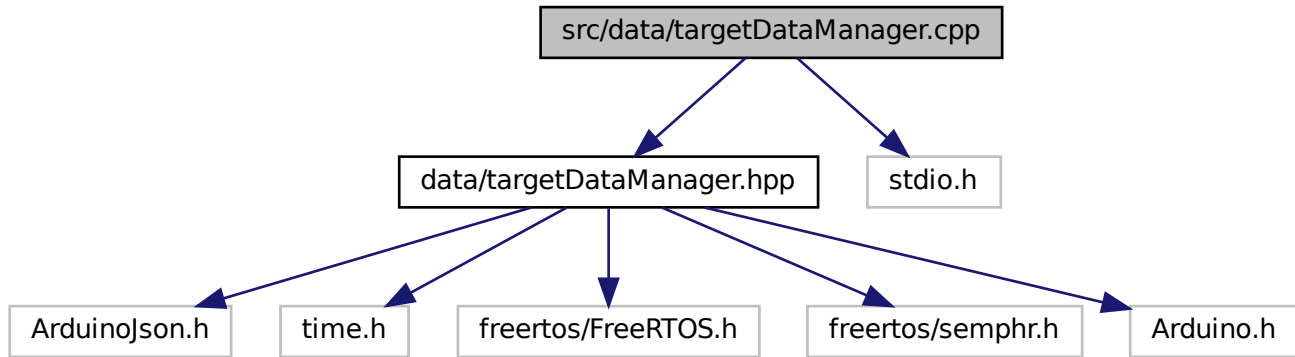 src/data/targetDataManager.cpp
data/targetDataManager.hpp
stdio.h
ArduinoJson.h
time.h
freertos/FreeRTOS.h
freertos/semphr.h
Arduino.h